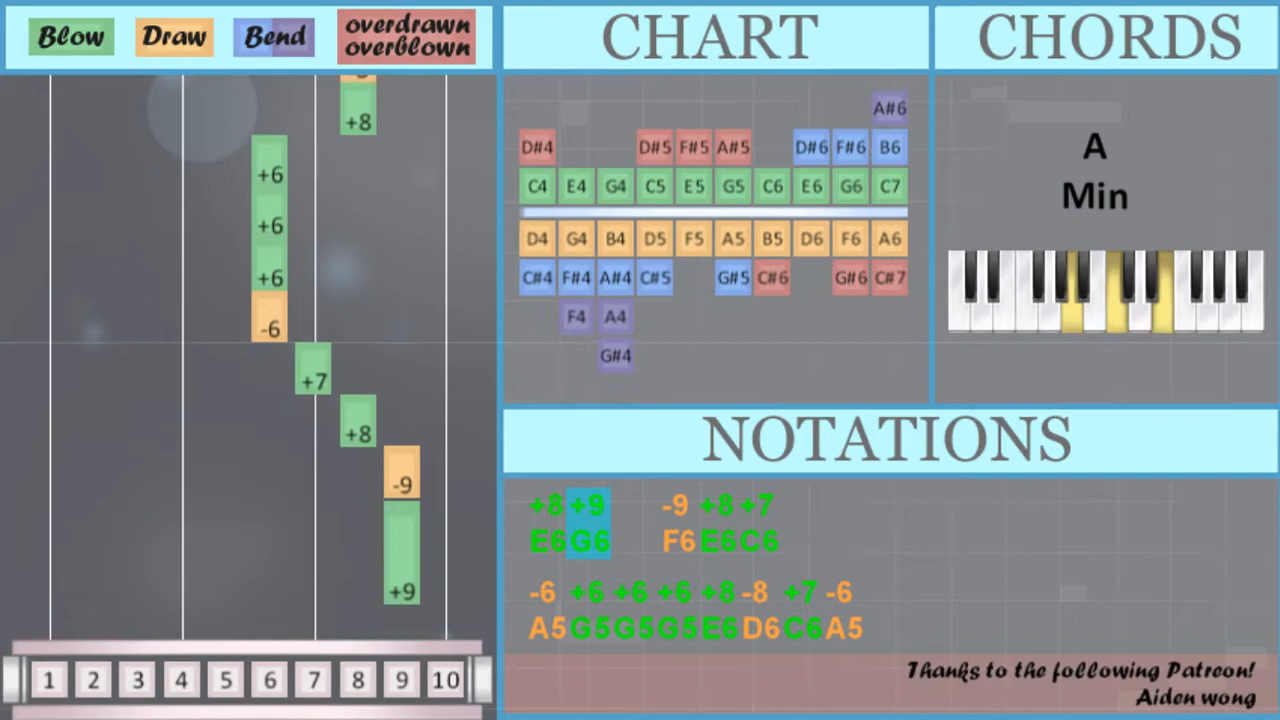 Blow Draw Bend overdrawn
overblown
CHART
CHORDS
+8
+6
+6
+6
-6
+7
+8
-9
+9
1 2 3 4 5 6 7 8 9 10
A#6
D#4 D#5 F#5 A#5 D#6 F#6 B6
C4 E4 G4 C5 E5 G5 C6 E6 G6 C7
D4 G4 B4 D5 F5 A5 B5 D6 F6 A6
C#4 F#4 A#4 C#5 G#5 C#6 G#6 C#7
F4 A4
G#4
A
Min
NOTATIONS
+8 +9 -9 +8 +7
E6 G6 F6 E6 C6
-6 +6 +6 +6 +8 -8 +7 -6
A5 G5 G5 G5 E6 D6 C6 A5
Thanks to the following Patreon!
Aiden wong